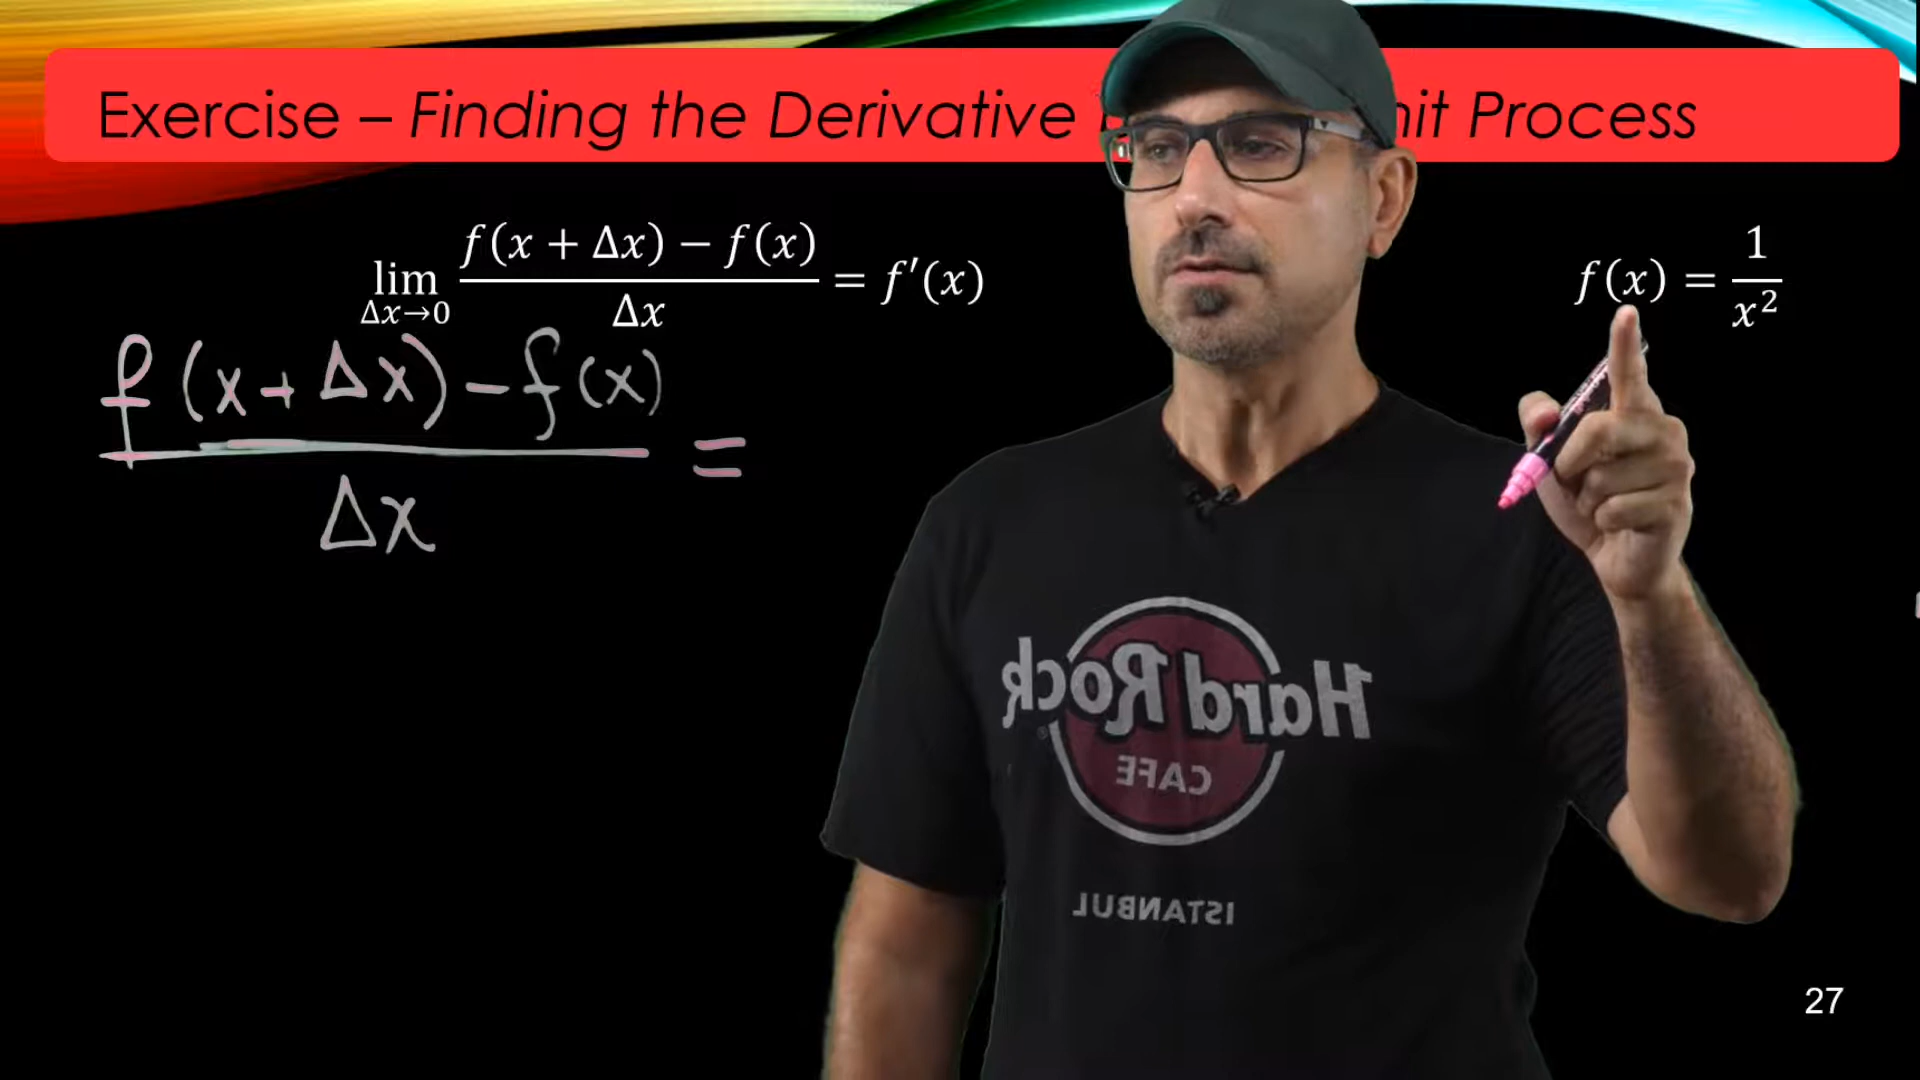 Exercise – Finding the Derivative mit Process
lim Δx→0 f(x + Δx) − f(x) / Δx = f′(x)
f(x) = 1 / x²
f(x + Δx) − f(x) / Δx =
Hard Rock
CAFE
ISTANBUL
27